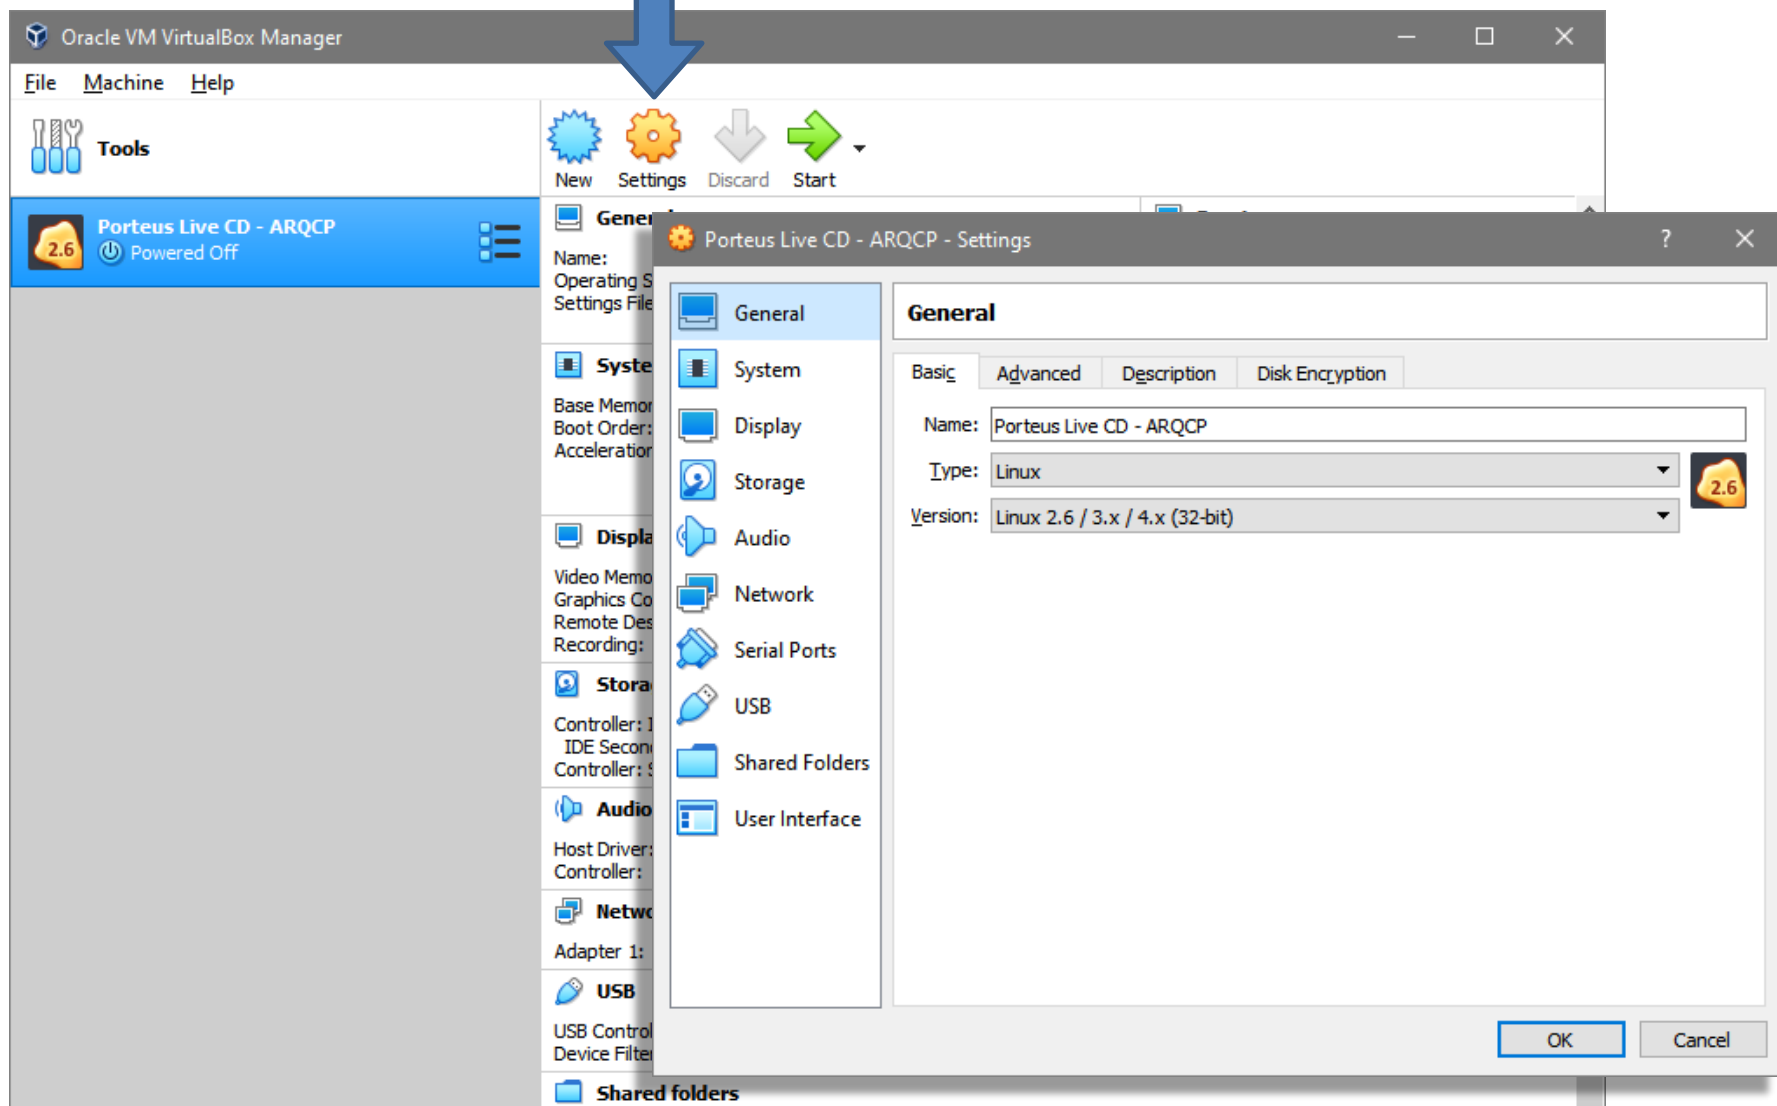 Oracle VM VirtualBox Manager
File Machine Help
Tools
New Settings Discard Start
Porteus Live CD - ARQCP
Powered Off
2.6
General
Name:
Operating
Settings File
System
Base Memor
Boot Order:
Acceleration
Display
Video Memo
Graphics Co
Remote Des
Recording:
Storage
Controller:
IDE Secon
Controller:
Audio
Host Driver:
Controller:
Netwo
Adapter 1:
USB
USB Control
Device Filte
Shared folders
Porteus Live CD - ARQCP - Settings
?
General
System
Display
Storage
Audio
Network
Serial Ports
USB
Shared Folders
User Interface
General
Basic Advanced Description Disk Encryption
Name: Porteus Live CD - ARQCP
Type: Linux
2.6
Version: Linux 2.6 / 3.x / 4.x (32-bit)
OK Cancel